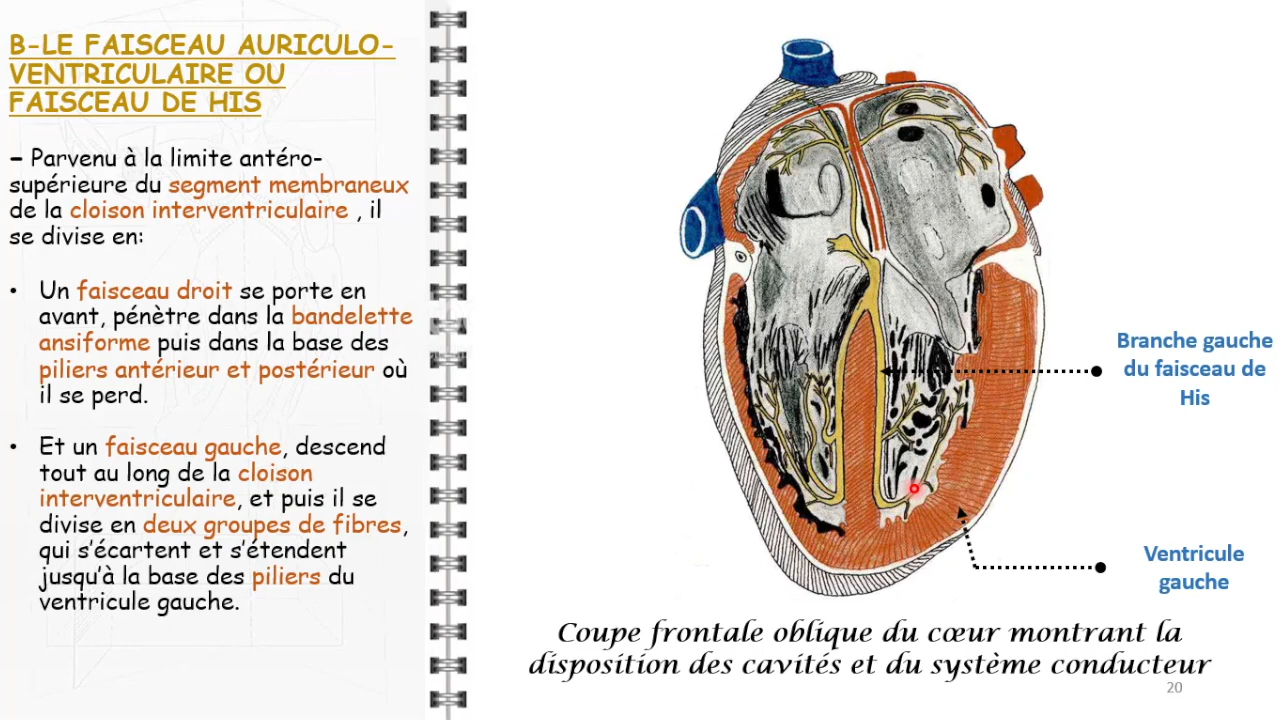 B-LE FAISCEAU AURICULO-
VENTRICULAIRE OU
FAISCEAU DE HIS
– Parvenu à la limite antéro-
supérieure du segment membraneux
de la cloison interventriculaire , il
se divise en:
• Un faisceau droit se porte en
avant, pénètre dans la bandelette
ansiforme puis dans la base des
piliers antérieur et postérieur où
il se perd.
• Et un faisceau gauche, descend
tout au long de la cloison
interventriculaire, et puis il se
divise en deux groupes de fibres,
qui s’écartent et s’étendent
jusqu’à la base des piliers du
ventricule gauche.
Branche gauche
du faisceau de
His
Ventricule
gauche
Coupe frontale oblique du cœur montrant la
disposition des cavités et du système conducteur
20